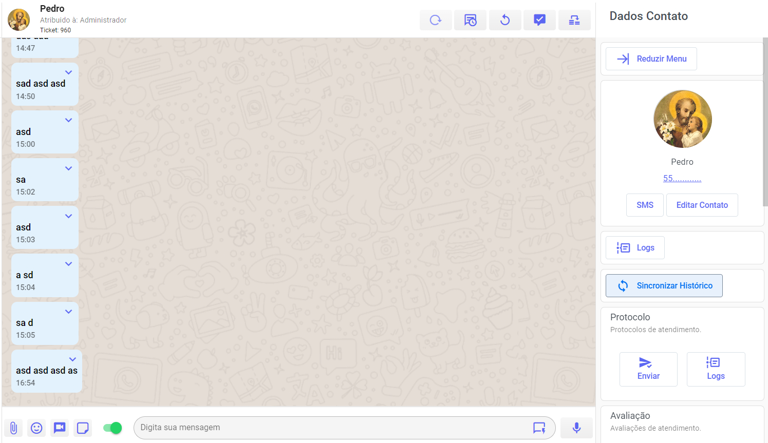 Pedro
Atribuido à: Administrador
Ticket: 960
14:47
sad asd asd
14:50
asd
15:00
sa
15:02
asd
15:03
a sd
15:04
sa d
15:05
asd asd asd as
16:54
Digita sua mensagem
Dados Contato
Reduzir Menu
Pedro
55.............
SMS
Editar Contato
Logs
Sincronizar Histórico
Protocolo
Protocolos de atendimento.
Enviar
Logs
Avaliação
Avaliações de atendimento.